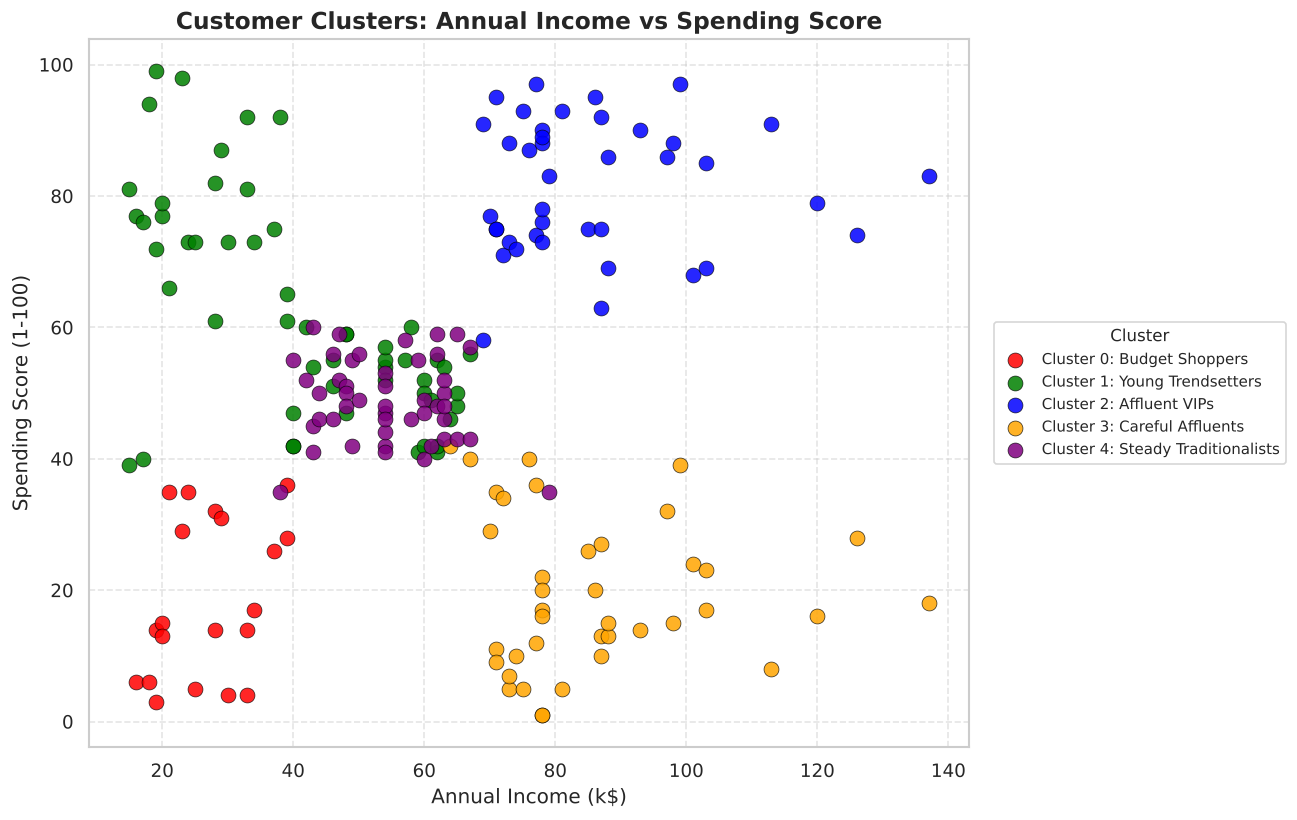 Customer Clusters: Annual Income vs Spending Score
100
80
60
40
20
0
Spending Score (1-100)
20 40 60 80 100 120 140
Annual Income (k$)
Cluster
Cluster 0: Budget Shoppers
Cluster 1: Young Trendsetters
Cluster 2: Affluent VIPs
Cluster 3: Careful Affluents
Cluster 4: Steady Traditionalists